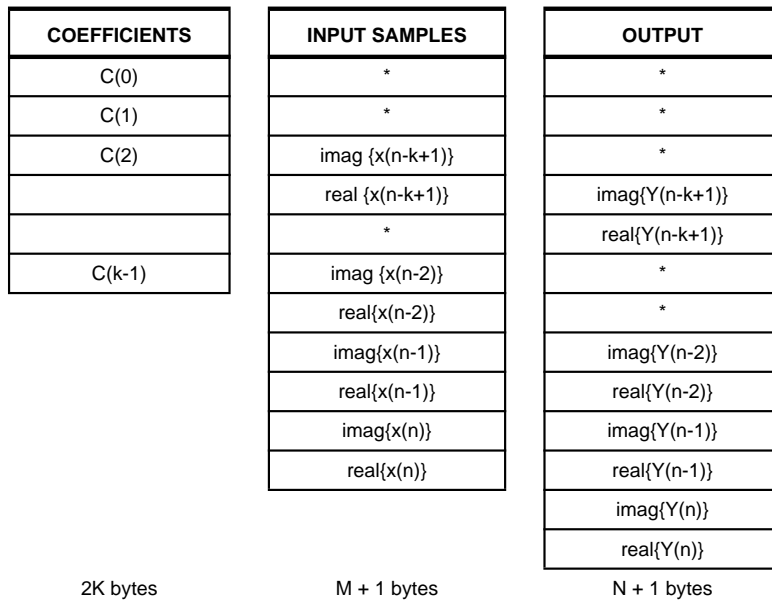 COEFFICIENTS INPUT SAMPLES OUTPUT
C(0) * *
C(1) * *
C(2) imag {x(n-k+1)} *
real {x(n-k+1)} imag{Y(n-k+1)}
* real{Y(n-k+1)}
C(k-1) imag {x(n-2)} *
real{x(n-2)} *
imag{x(n-1)} imag{Y(n-2)}
real{x(n-1)} real{Y(n-2)}
imag{x(n)} imag{Y(n-1)}
real{x(n)} real{Y(n-1)}
imag{Y(n)}
real{Y(n)}
2K bytes M + 1 bytes N + 1 bytes